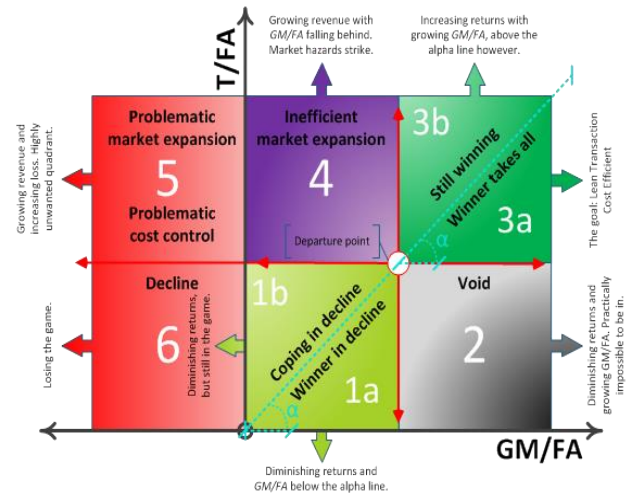 T/FA
Growing revenue with
GM/FA falling behind.
Market hazards strike.
Increasing returns with
growing GM/FA, above the
alpha line however.
Problematic
market expansion
5
Problematic
cost control
Inefficient
market expansion
4
3b
Still winning
Winner takes all
3a
α
Growing revenue and
increasing loss. Highly
unwanted quadrant.
The goal: Lean Transaction
Cost Efficient
Departure point
Decline
6
Losing the game.
Diminishing returns,
but still in the game.
1b
Coping in decline
Winner in decline
1a
α
Void
2
Diminishing returns and
growing GM/FA. Practically
impossible to be in.
GM/FA
Diminishing returns and
GM/FA below the alpha line.